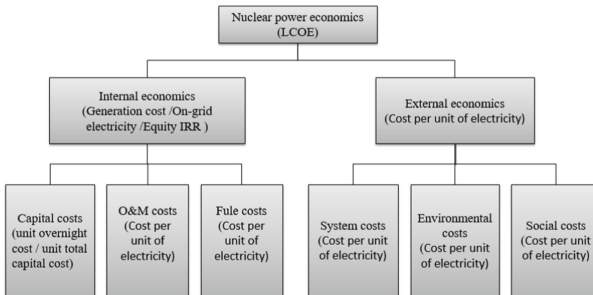 Nuclear power economics
(LCOE)
Internal economics
(Generation cost /On-grid
electricity /Equity IRR )
External economics
(Cost per unit of electricity)
Capital costs
(unit overnight
cost / unit total
capital cost)
O&M costs
(Cost per
unit of
electricity)
Fule costs
(Cost per
unit of
electricity)
System costs
(Cost per unit
of electricity)
Environmental
costs
(Cost per unit
of electricity)
Social costs
(Cost per unit
of electricity)